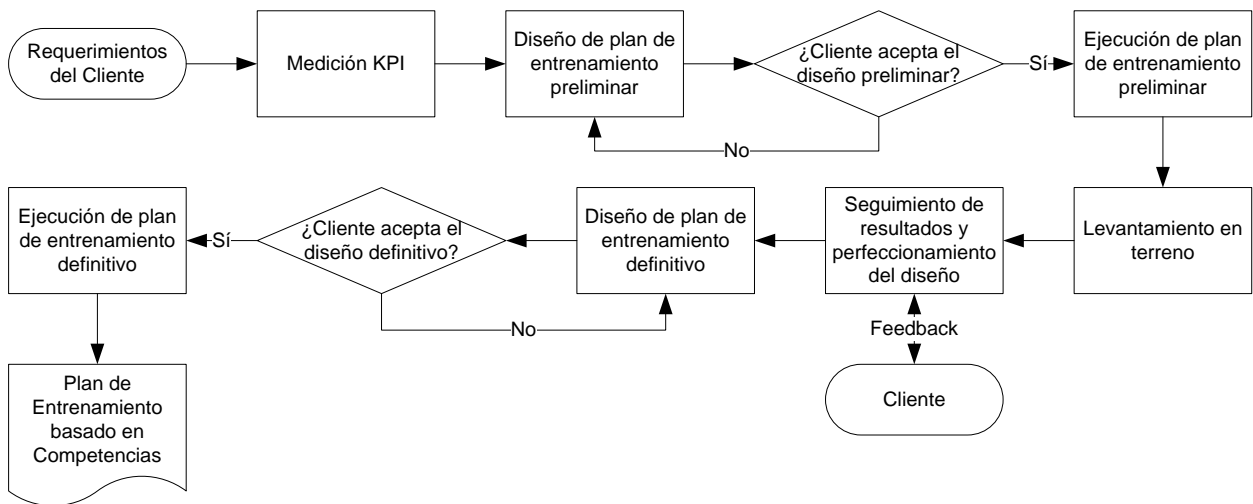 Requerimientos
del Cliente
Medición KPI
Diseño de plan de
entrenamiento
preliminar
¿Cliente acepta el
diseño preliminar?
Sí
Ejecución de plan
de entrenamiento
preliminar
No
Levantamiento en
terreno
Seguimiento de
resultados y
perfeccionamiento
del diseño
Diseño de plan de
entrenamiento
definitivo
¿Cliente acepta el
diseño definitivo?
Sí
Ejecución de plan
de entrenamiento
definitivo
No
Feedback
Cliente
Plan de
Entrenamiento
basado en
Competencias